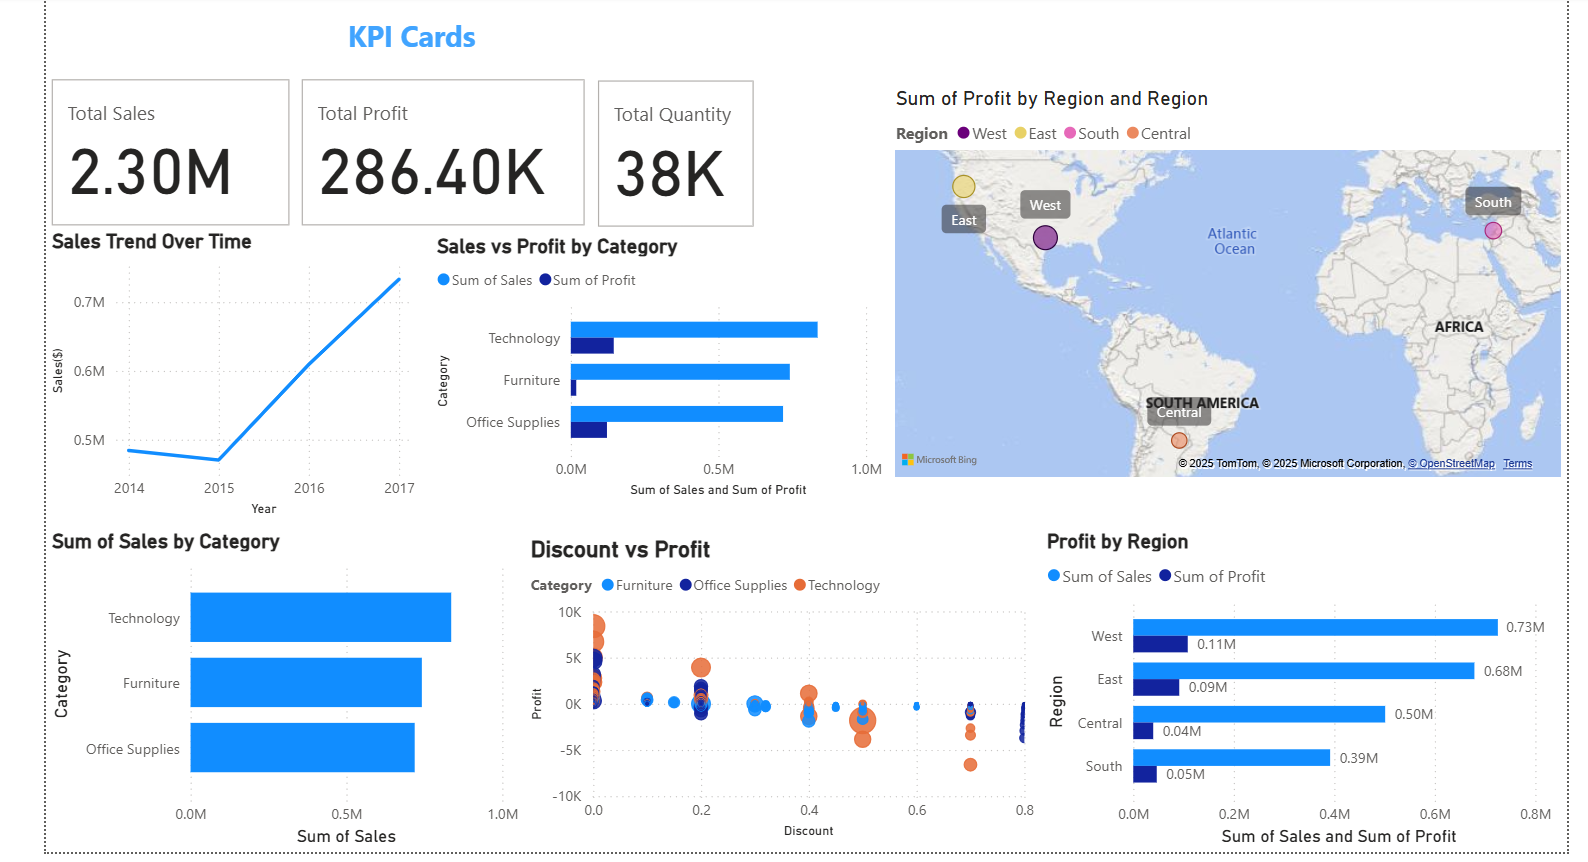 KPI Cards
Total Sales
2.30M
Total Profit
286.40K
Total Quantity
38K
Sum of Profit by Region and Region
Region West East South Central
East
West
South
Central
Atlantic
Ocean
AFRICA
SOUTH AMERICA
Microsoft Bing
© 2025 TomTom, © 2025 Microsoft Corporation, © OpenStreetMap Terms
Sales Trend Over Time
Sales($)
0.7M
0.6M
0.5M
2014 2015 2016 2017
Year
Sales vs Profit by Category
Sum of Sales Sum of Profit
Category
Technology
Furniture
Office Supplies
0.0M 0.5M 1.0M
Sum of Sales and Sum of Profit
Sum of Sales by Category
Category
Technology
Furniture
Office Supplies
0.0M 0.5M 1.0M
Sum of Sales
Discount vs Profit
Category Furniture Office Supplies Technology
Profit
10K
5K
0K
-5K
-10K
0.0 0.2 0.4 0.6 0.8
Discount
Profit by Region
Sum of Sales Sum of Profit
Region
West 0.73M
0.11M
East 0.68M
0.09M
Central 0.50M
0.04M
South 0.39M
0.05M
0.0M 0.2M 0.4M 0.6M 0.8M
Sum of Sales and Sum of Profit